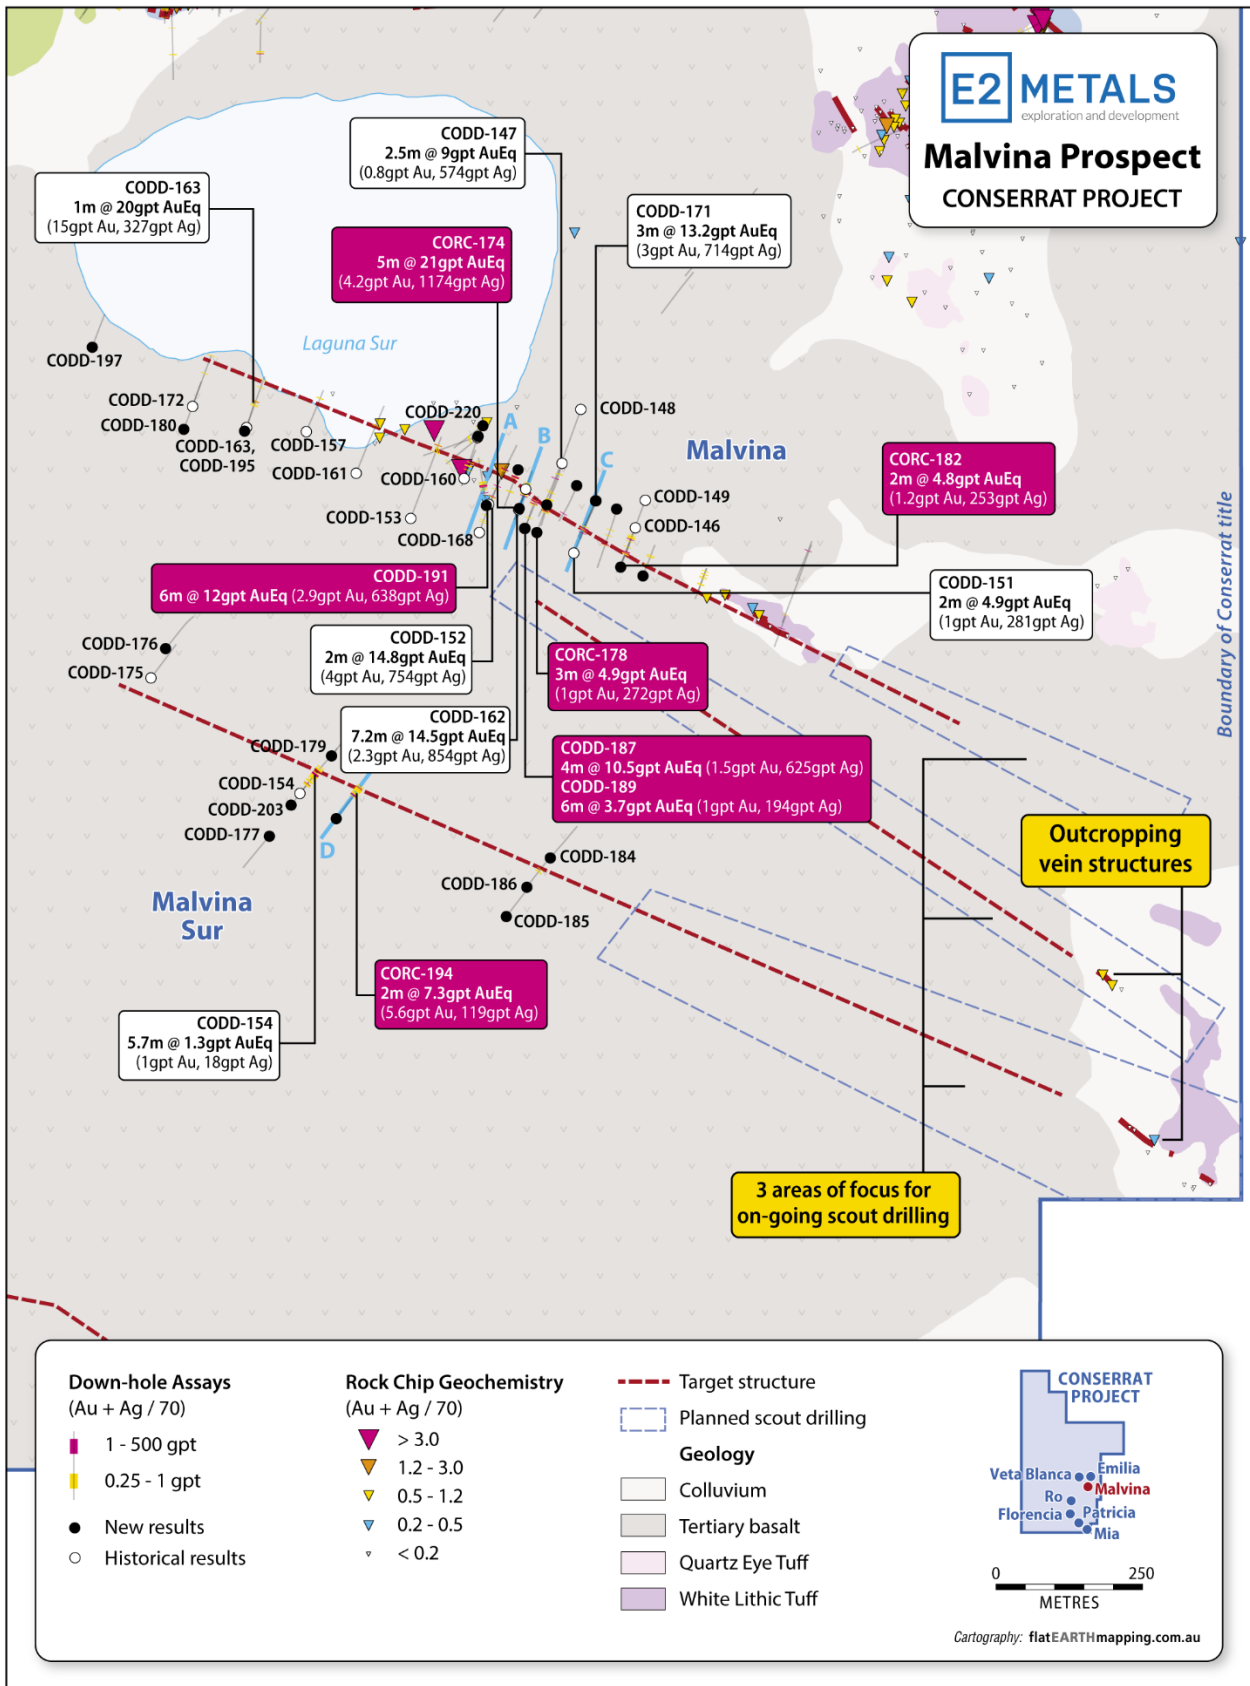 E2 METALS
exploration and development
Malvina Prospect
CONSERRAT PROJECT
CODD-147
2.5m @ 9gpt AuEq
(0.8gpt Au, 574gpt Ag)
CODD-163
1m @ 20gpt AuEq
(15gpt Au, 327gpt Ag)
CODD-171
3m @ 13.2gpt AuEq
(3gpt Au, 714gpt Ag)
CORC-174
5m @ 21gpt AuEq
(4.2gpt Au, 1174gpt Ag)
Laguna Sur
CODD-197
CODD-172
CODD-180
CODD-163,
CODD-195
CODD-157
CODD-161
CODD-220
CODD-160
CODD-153
CODD-168
A
B
C
CODD-148
Malvina
CODD-149
CODD-146
CORC-182
2m @ 4.8gpt AuEq
(1.2gpt Au, 253gpt Ag)
CODD-191
6m @ 12gpt AuEq (2.9gpt Au, 638gpt Ag)
CODD-151
2m @ 4.9gpt AuEq
(1gpt Au, 281gpt Ag)
Boundary of Conserrat title
CODD-176
CODD-175
CODD-152
2m @ 14.8gpt AuEq
(4gpt Au, 754gpt Ag)
CORC-178
3m @ 4.9gpt AuEq
(1gpt Au, 272gpt Ag)
CODD-162
7.2m @ 14.5gpt AuEq
(2.3gpt Au, 854gpt Ag)
CODD-187
4m @ 10.5gpt AuEq (1.5gpt Au, 625gpt Ag)
CODD-189
6m @ 3.7gpt AuEq (1gpt Au, 194gpt Ag)
CODD-179
CODD-154
CODD-203
CODD-177
D
Outcropping
vein structures
CODD-184
CODD-186
CODD-185
Malvina
Sur
CORC-194
2m @ 7.3gpt AuEq
(5.6gpt Au, 119gpt Ag)
CODD-154
5.7m @ 1.3gpt AuEq
(1gpt Au, 18gpt Ag)
3 areas of focus for
on-going scout drilling
Down-hole Assays
(Au + Ag / 70)
1 - 500 gpt
0.25 - 1 gpt
New results
Historical results
Rock Chip Geochemistry
(Au + Ag / 70)
> 3.0
1.2 - 3.0
0.5 - 1.2
0.2 - 0.5
< 0.2
Target structure
Planned scout drilling
Geology
Colluvium
Tertiary basalt
Quartz Eye Tuff
White Lithic Tuff
CONSERRAT
PROJECT
Veta Blanca
Emilia
Malvina
Ro
Florencia
Patricia
Mia
0 250
METRES
Cartography: flatEARTHmapping.com.au